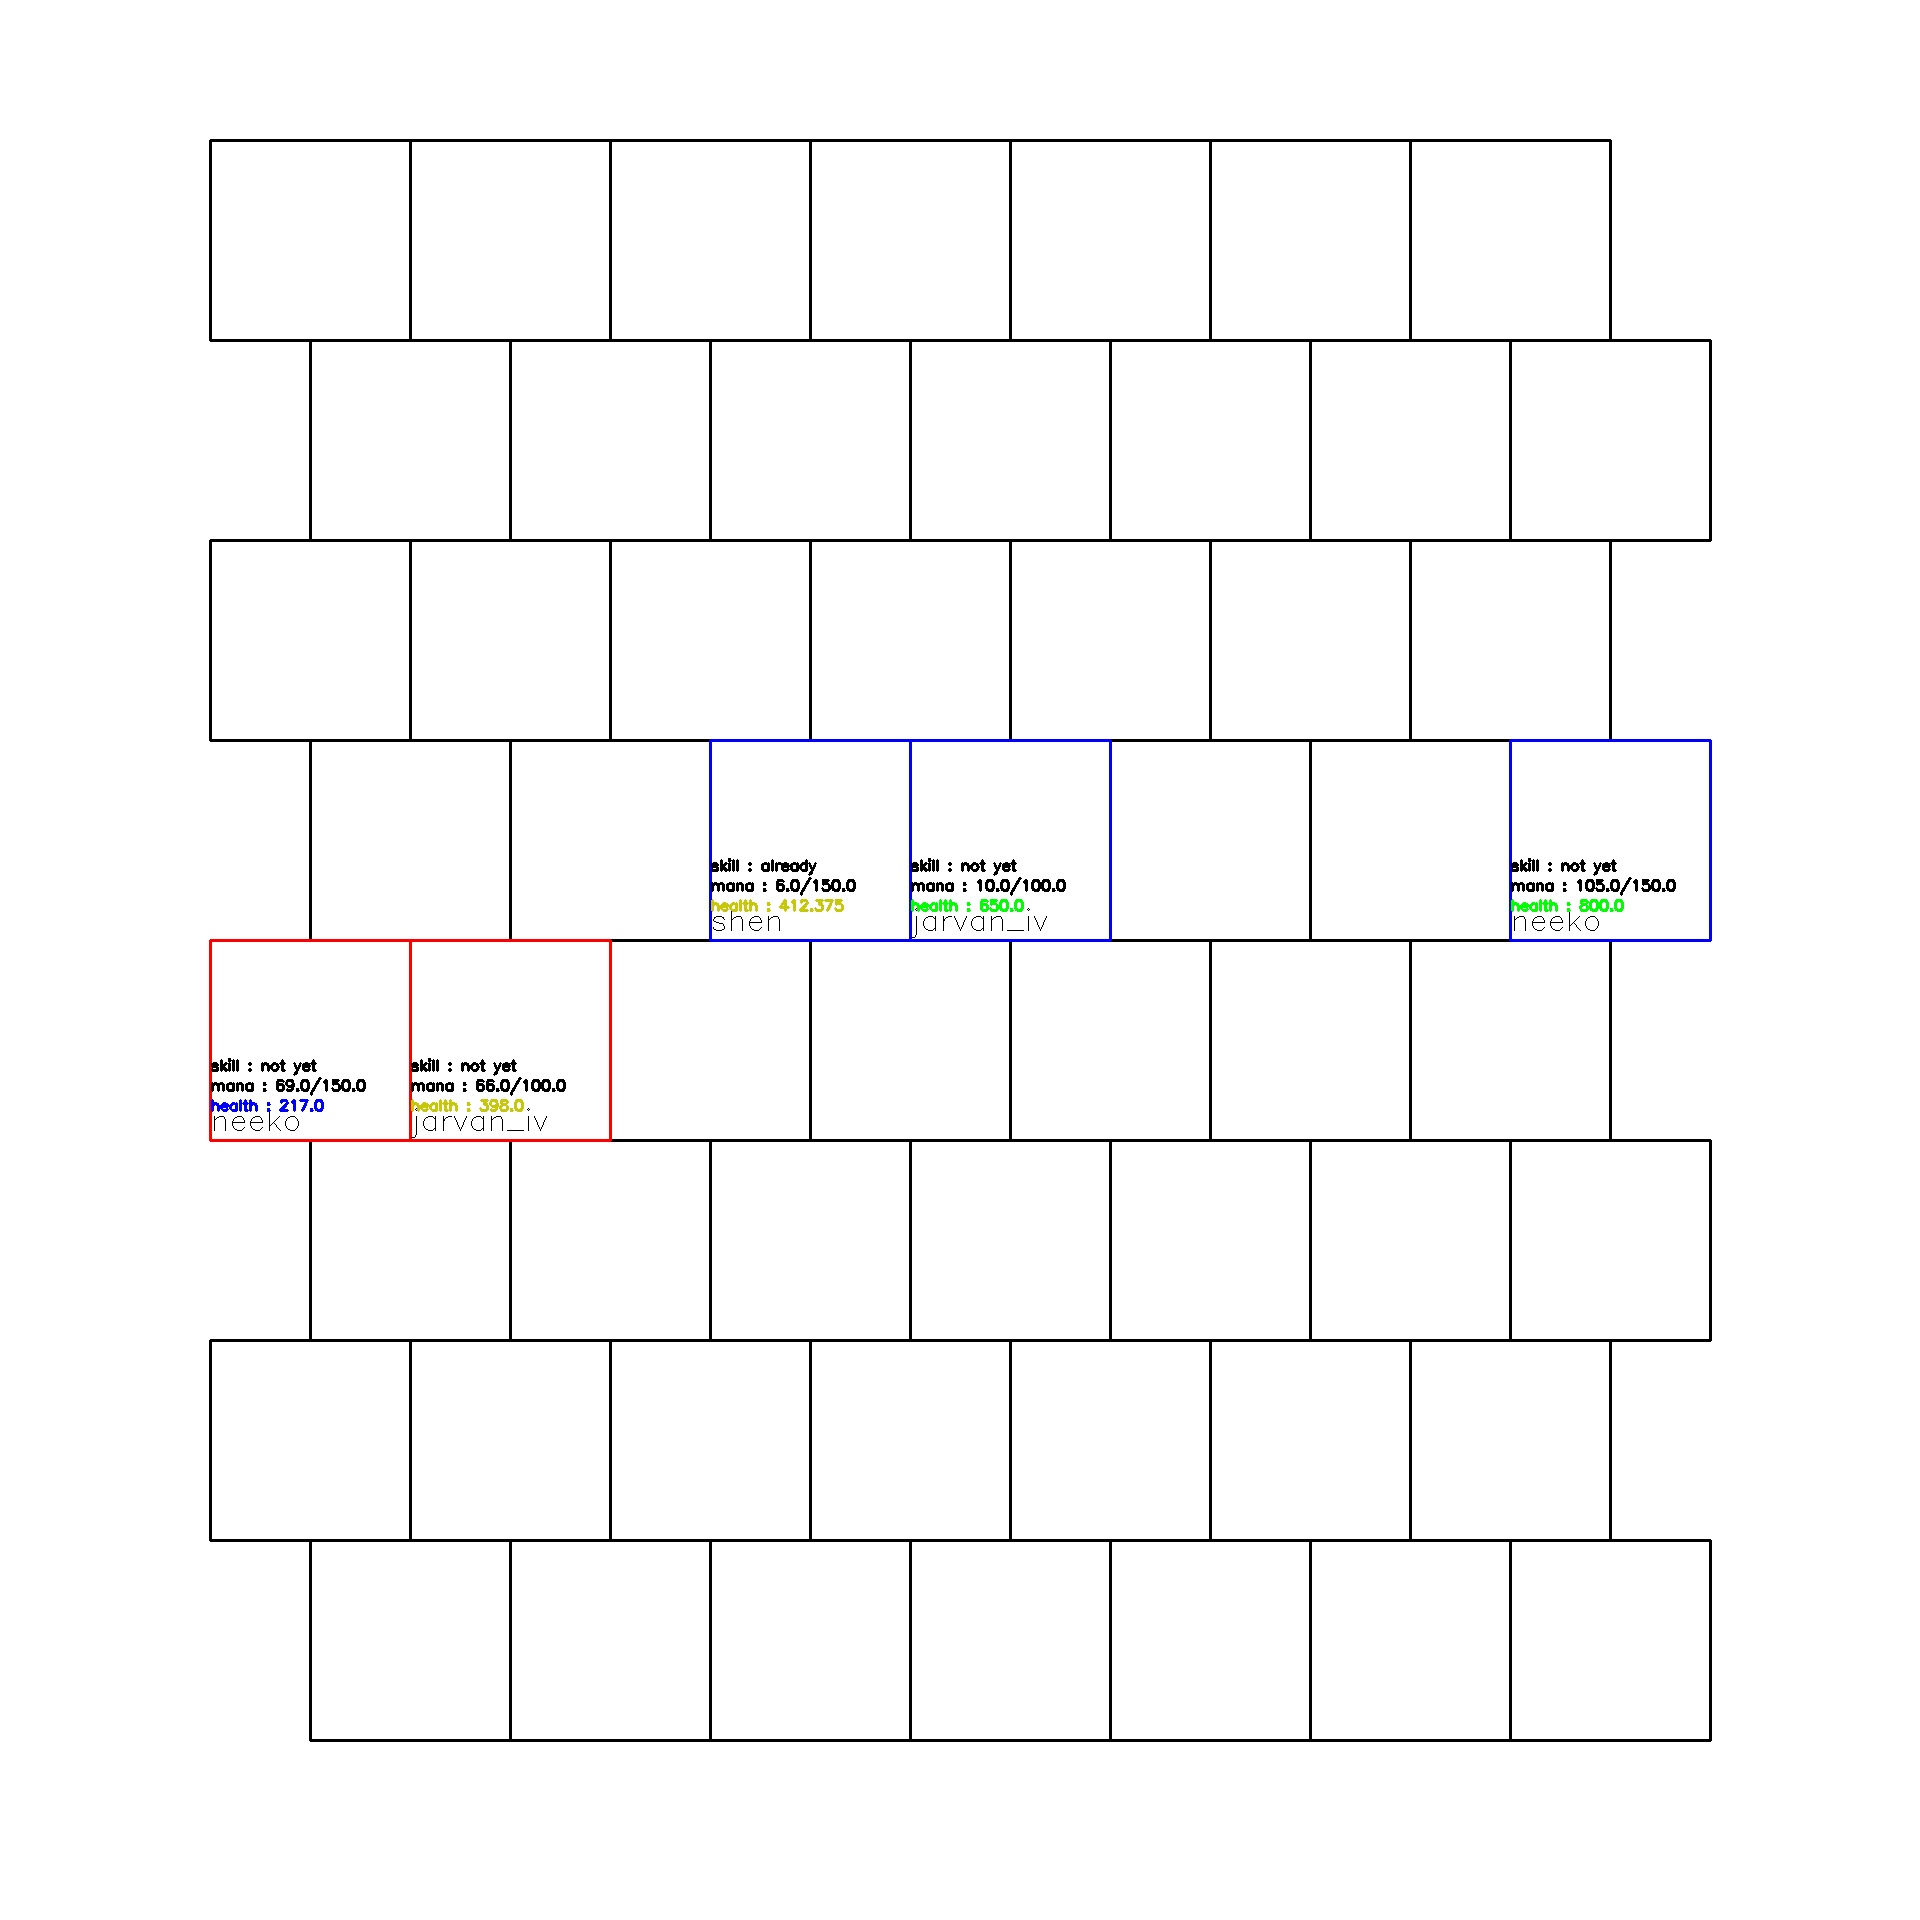 skill : already
mana : 6.0/150.0
health : 412.375
shen
skill : not yet
mana : 10.0/100.0
health : 650.0
jarvan_iv
skill : not yet
mana : 105.0/150.0
health : 800.0
neeko
skill : not yet
mana : 69.0/150.0
health : 217.0
neeko
skill : not yet
mana : 66.0/100.0
health : 398.0
jarvan_iv